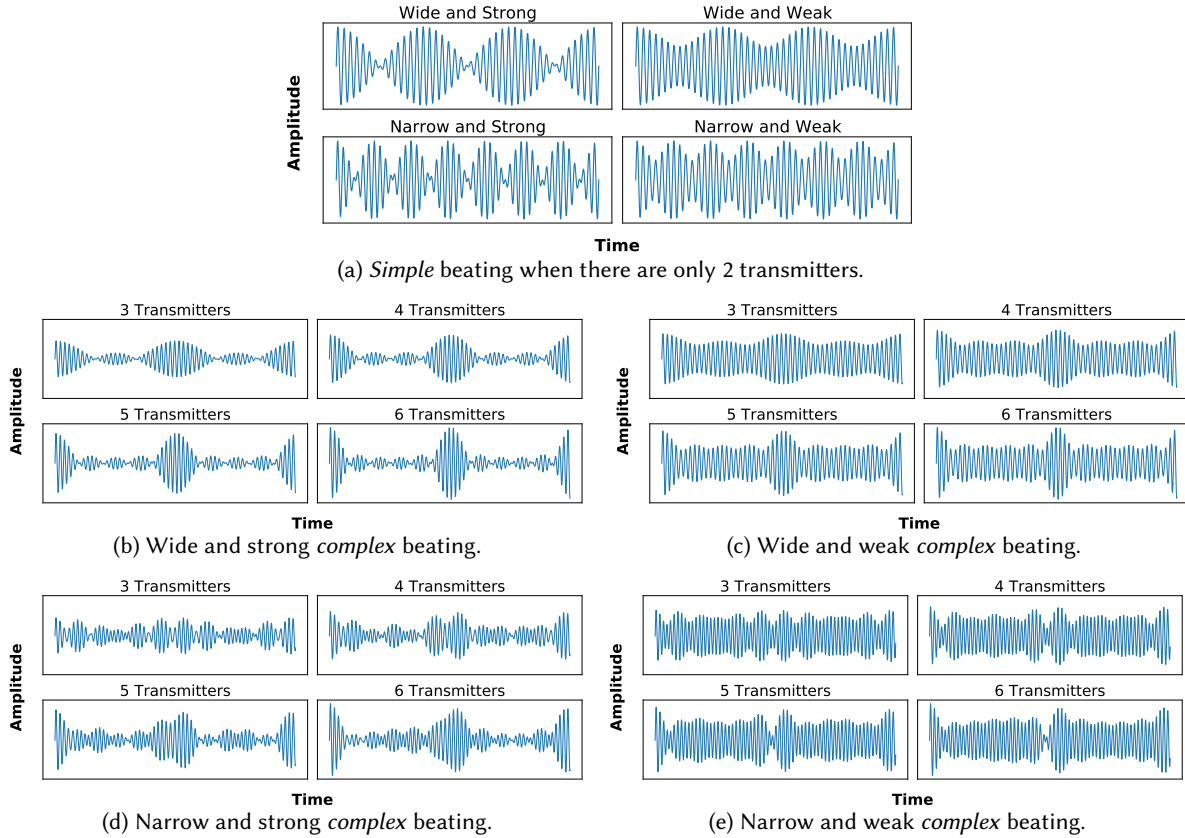 Wide and Strong
Wide and Weak
Amplitude
Narrow and Strong
Narrow and Weak
Time
(a) Simple beating when there are only 2 transmitters.
3 Transmitters
4 Transmitters
Amplitude
5 Transmitters
6 Transmitters
Time
(b) Wide and strong complex beating.
3 Transmitters
4 Transmitters
Amplitude
5 Transmitters
6 Transmitters
Time
(c) Wide and weak complex beating.
3 Transmitters
4 Transmitters
Amplitude
5 Transmitters
6 Transmitters
Time
(d) Narrow and strong complex beating.
3 Transmitters
4 Transmitters
Amplitude
5 Transmitters
6 Transmitters
Time
(e) Narrow and weak complex beating.